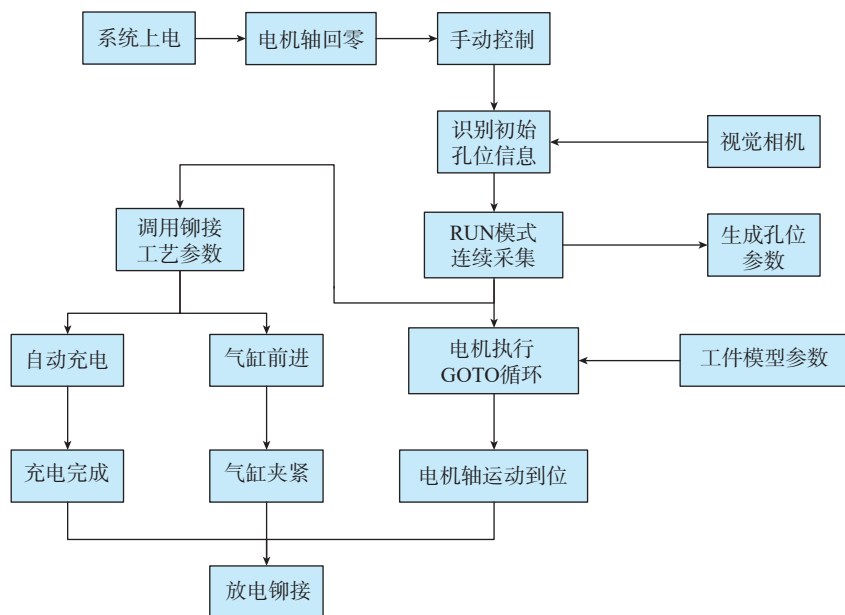 系统上电
电机轴回零
手动控制
识别初始
孔位信息
视觉相机
调用铆接
工艺参数
RUN模式
连续采集
生成孔位
参数
自动充电
气缸前进
电机执行
GOTO循环
工件模型参数
充电完成
气缸夹紧
电机轴运动到位
放电铆接